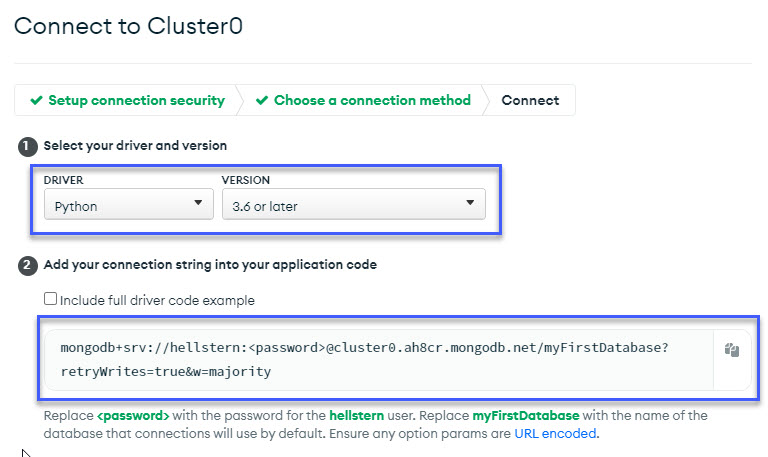 Connect to Cluster0
Setup connection security
Choose a connection method
Connect
1 Select your driver and version
DRIVER VERSION
Python 3.6 or later
2 Add your connection string into your application code
Include full driver code example
mongodb+srv://hellstern:<password>@cluster0.ah8cr.mongodb.net/myFirstDatabase?
retryWrites=true&w=majority
Replace <password> with the password for the hellstern user. Replace myFirstDatabase with the name of the
database that connections will use by default. Ensure any option params are URL encoded.